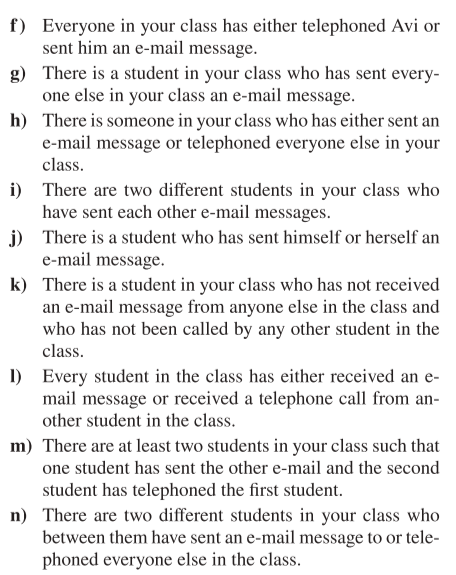 f) Everyone in your class has either telephoned Avi or
sent him an e-mail message.
g) There is a student in your class who has sent every-
one else in your class an e-mail message.
h) There is someone in your class who has either sent an
e-mail message or telephoned everyone else in your
class.
i) There are two different students in your class who
have sent each other e-mail messages.
j) There is a student who has sent himself or herself an
e-mail message.
k) There is a student in your class who has not received
an e-mail message from anyone else in the class and
who has not been called by any other student in the
class.
l) Every student in the class has either received an e-
mail message or received a telephone call from an-
other student in the class.
m) There are at least two students in your class such that
one student has sent the other e-mail and the second
student has telephoned the first student.
n) There are two different students in your class who
between them have sent an e-mail message to or tele-
phoned everyone else in the class.